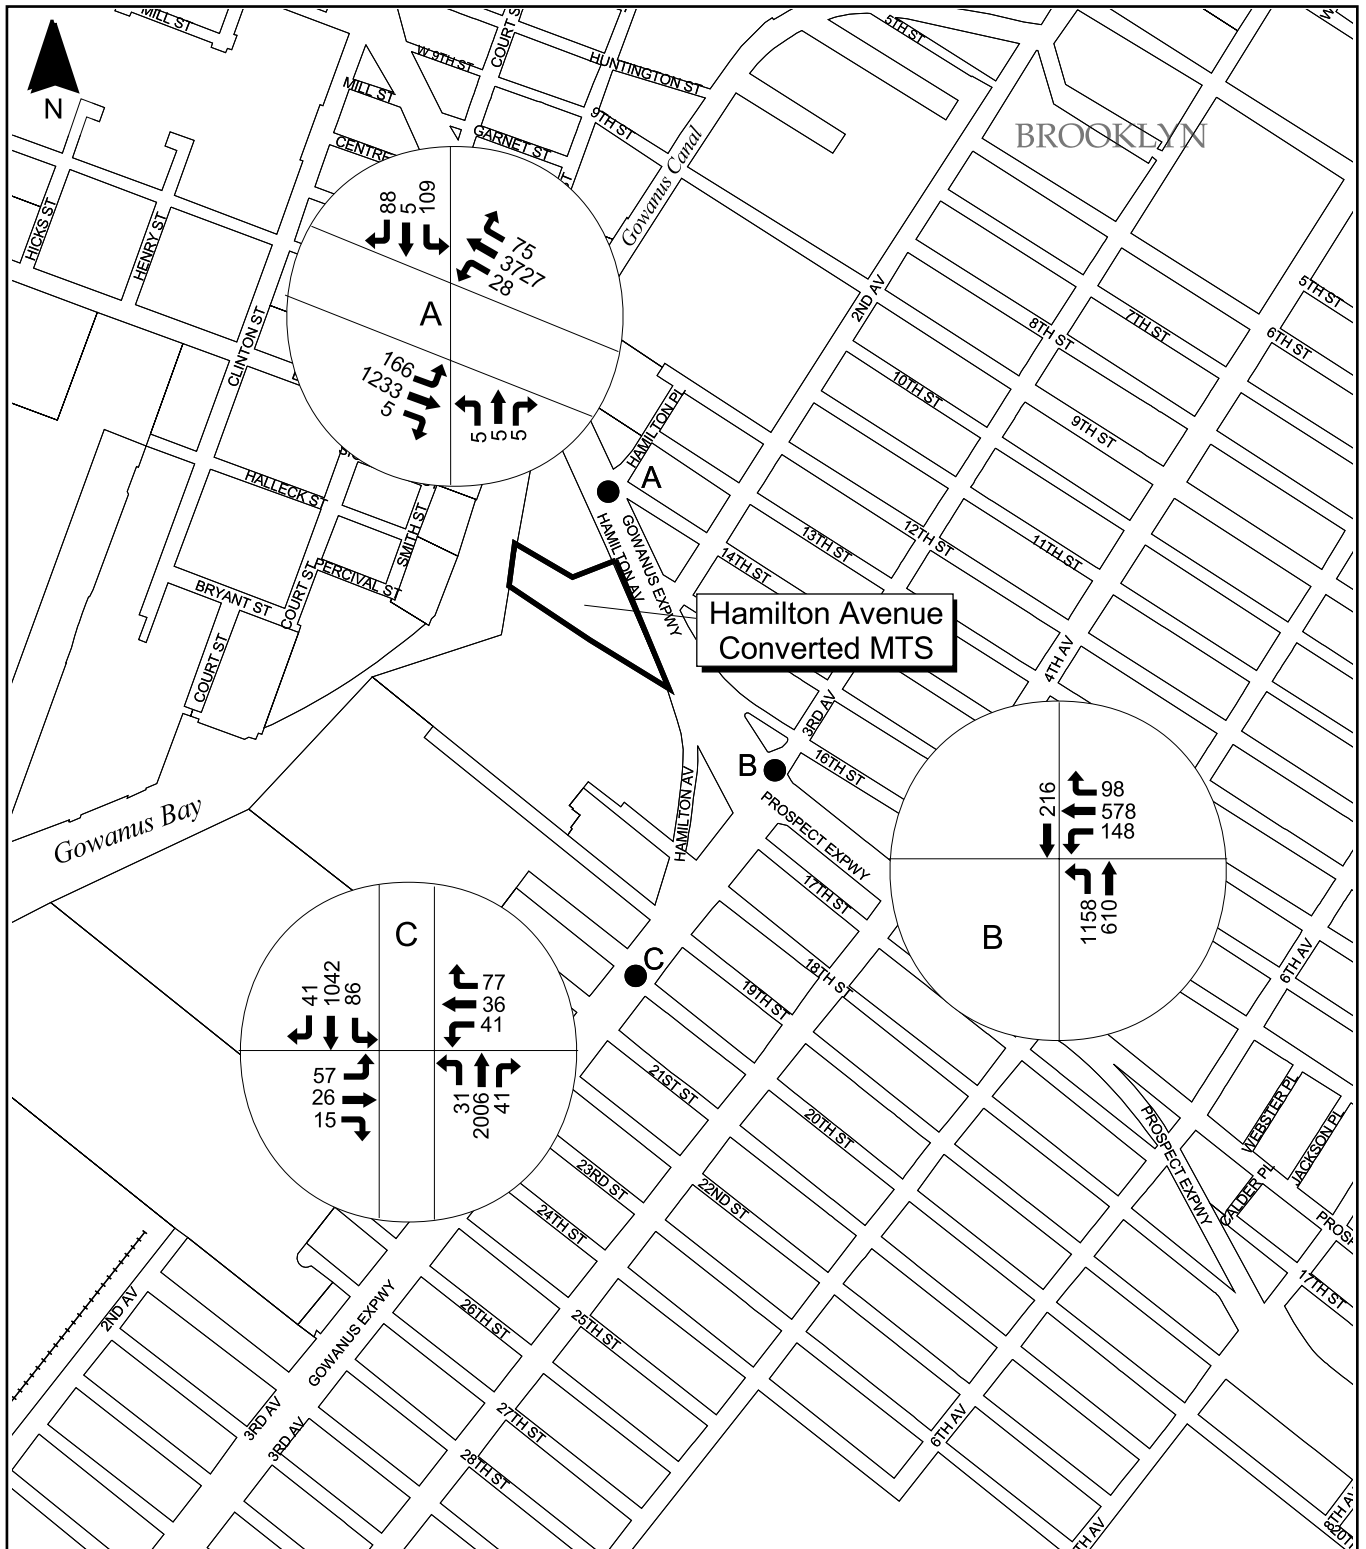 MILL ST
N
W 9TH ST
HUNTINGTON ST
5TH ST
MILL ST
9TH ST
GARNET ST
CENTRE
BROOKLYN
Gowanus Canal
HICKS ST
HENRY ST
CLINTON ST
88
5
109
75
3727
28
A
166
1233
5
5
5
5
2ND AV
5TH ST
7TH ST
6TH ST
8TH ST
10TH ST
9TH ST
HAMILTON PL
A
HALLECK ST
SMITH ST
PERCIVAL ST
BRYANT ST
COURT ST
COURT ST
HAMILTON AV
GOWANUS EXPWY
14TH ST
13TH ST
12TH ST
11TH ST
Hamilton Avenue
Converted MTS
4TH AV
3RD AV
B
16TH ST
PROSPECT EXPWY
HAMILTON AV
Gowanus Bay
17TH ST
216
98
578
148
1158
610
B
18TH ST
19TH ST
6TH AV
C
C
41
1042
86
77
36
41
57
26
15
31
2006
41
21ST ST
20TH ST
23RD ST
22ND ST
24TH ST
WEBSTER PL
JACKSON PL
CALDER PL
PROSPECT EXPWY
PROSP
17TH ST
2ND AV
GOWANUS EXPWY
26TH ST
25TH ST
3RD AV
3RD AV
27TH ST
28TH ST
6TH AV